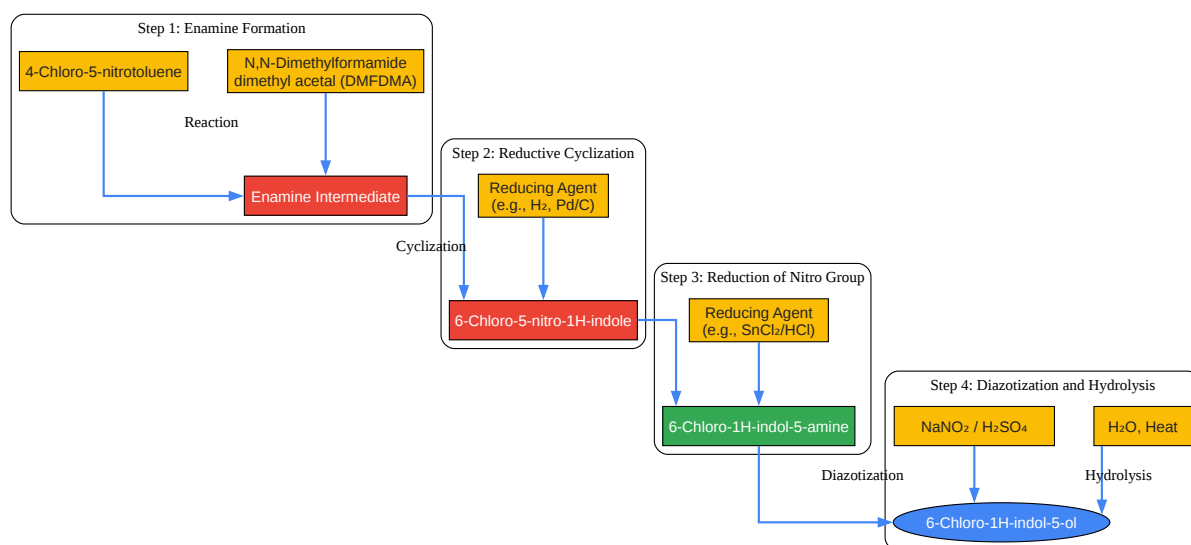 Step 1: Enamine Formation
4-Chloro-5-nitrotoluene
N,N-Dimethylformamide
dimethyl acetal (DMFDMA)
Reaction
Enamine Intermediate
Step 2: Reductive Cyclization
Reducing Agent
(e.g., H₂, Pd/C)
Cyclization
6-Chloro-5-nitro-1H-indole
Step 3: Reduction of Nitro Group
Reducing Agent
(e.g., SnCl₂/HCl)
6-Chloro-1H-indol-5-amine
Step 4: Diazotization and Hydrolysis
NaNO₂ / H₂SO₄
H₂O, Heat
Diazotization
Hydrolysis
6-Chloro-1H-indol-5-ol